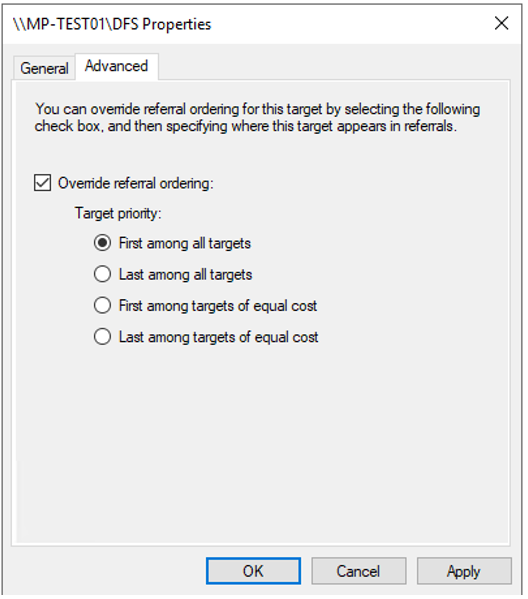 \\MP-TEST01\DFS Properties
General
Advanced
You can override referral ordering for this target by selecting the following
check box, and then specifying where this target appears in referrals.
Override referral ordering:
Target priority:
First among all targets
Last among all targets
First among targets of equal cost
Last among targets of equal cost
OK
Cancel
Apply